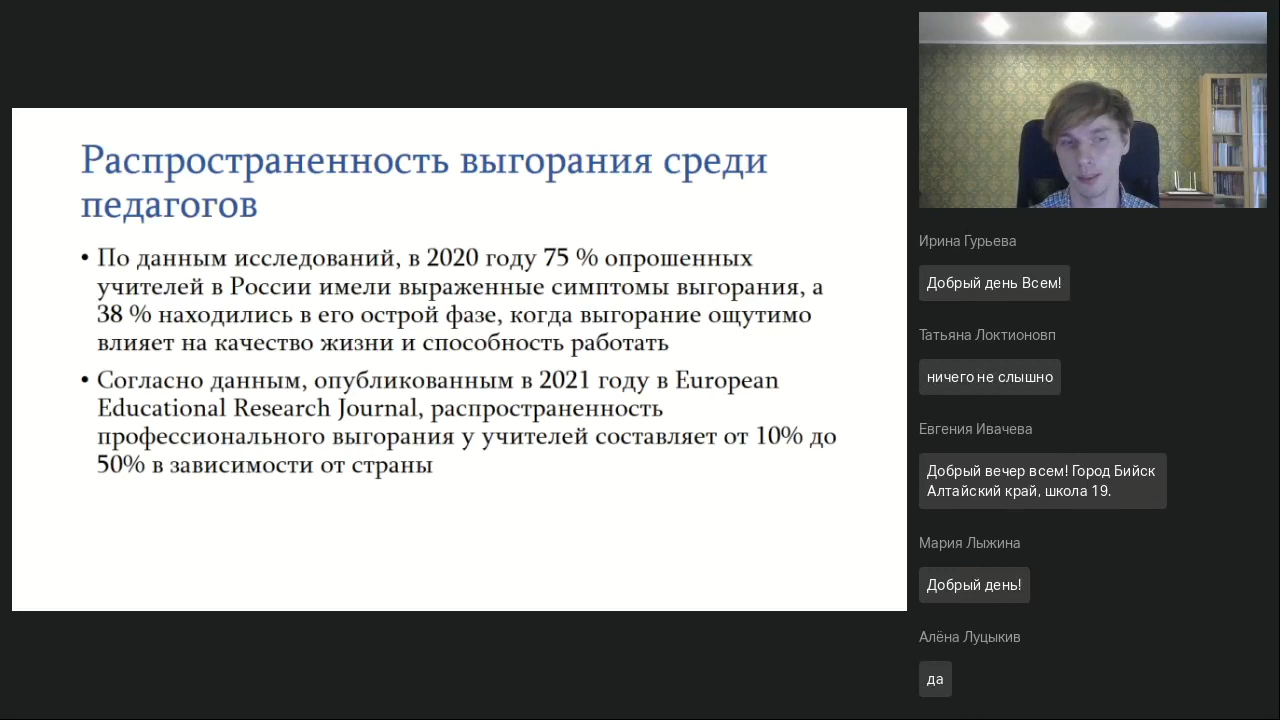 Распространенность выгорания среди
педагогов
• По данным исследований, в 2020 году 75 % опрошенных
учителей в России имели выраженные симптомы выгорания, а
38 % находились в его острой фазе, когда выгорание ощутимо
влияет на качество жизни и способность работать
• Согласно данным, опубликованным в 2021 году в European
Educational Research Journal, распространенность
профессионального выгорания у учителей составляет от 10% до
50% в зависимости от страны
Ирина Гурьева
Добрый день Всем!
Татьяна Локтионовп
ничего не слышно
Евгения Ивачева
Добрый вечер всем! Город Бийск
Алтайский край, школа 19.
Мария Лыжина
Добрый день!
Алёна Луцыкив
да